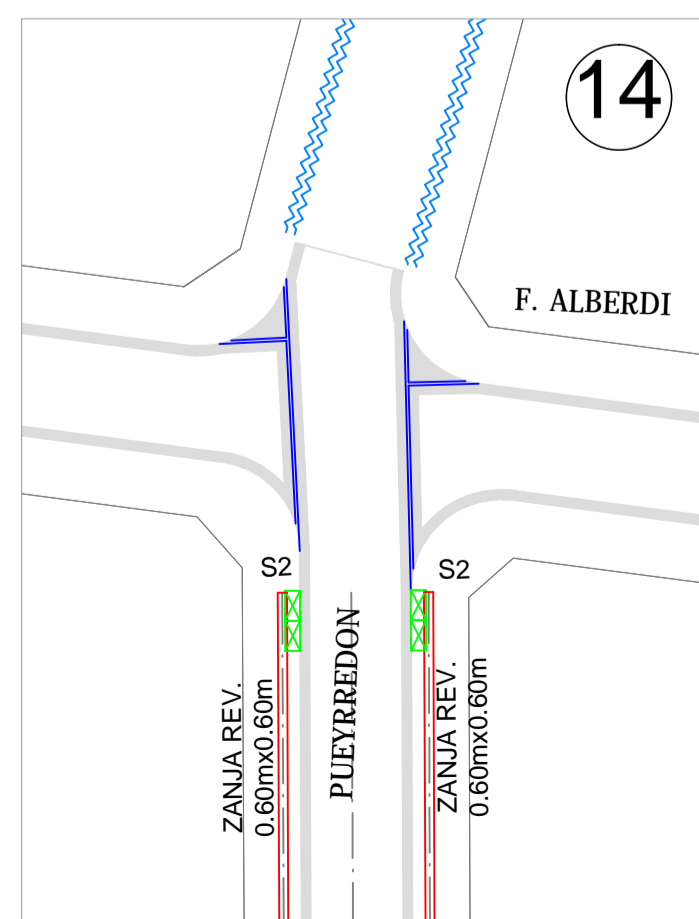 14
F. ALBERDI
S2
S2
PUEYRREDON
ZANJA REV.
0.60mx0.60m
ZANJA REV.
0.60mx0.60m